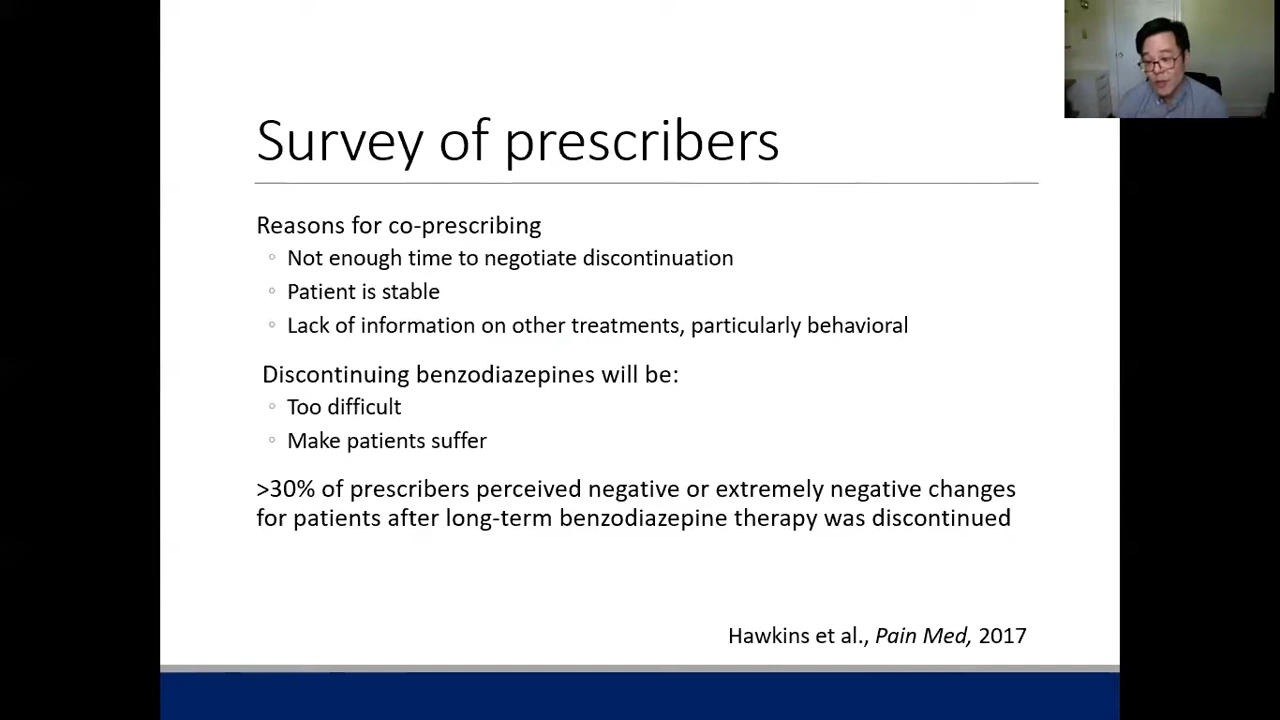 Survey of prescribers
Reasons for co-prescribing
◦ Not enough time to negotiate discontinuation
◦ Patient is stable
◦ Lack of information on other treatments, particularly behavioral
Discontinuing benzodiazepines will be:
◦ Too difficult
◦ Make patients suffer
>30% of prescribers perceived negative or extremely negative changes
for patients after long-term benzodiazepine therapy was discontinued
Hawkins et al., Pain Med, 2017